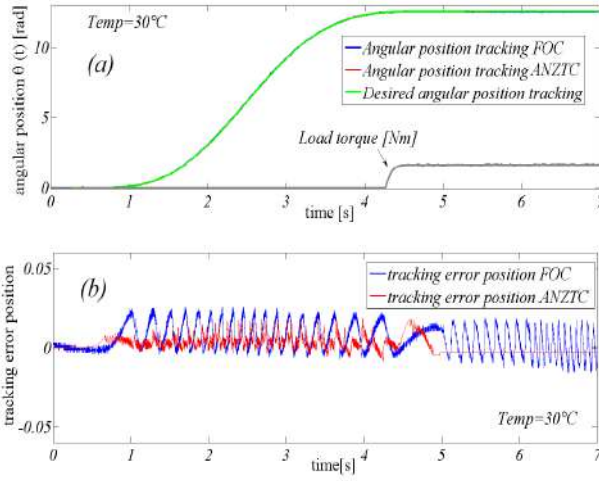 Temp=30°C
(a)
angular position θ (t) [rad]
10
5
0
Angular position tracking FOC
Angular position tracking ANZTC
Desired angular position tracking
Load torque [Nm]
0 1 2 3 4 5 6 7
time [s]
(b)
tracking error position
0.05
0
-0.05
tracking error position FOC
tracking error position ANZTC
Temp=30°C
0 1 2 3 4 5 6 7
time[s]